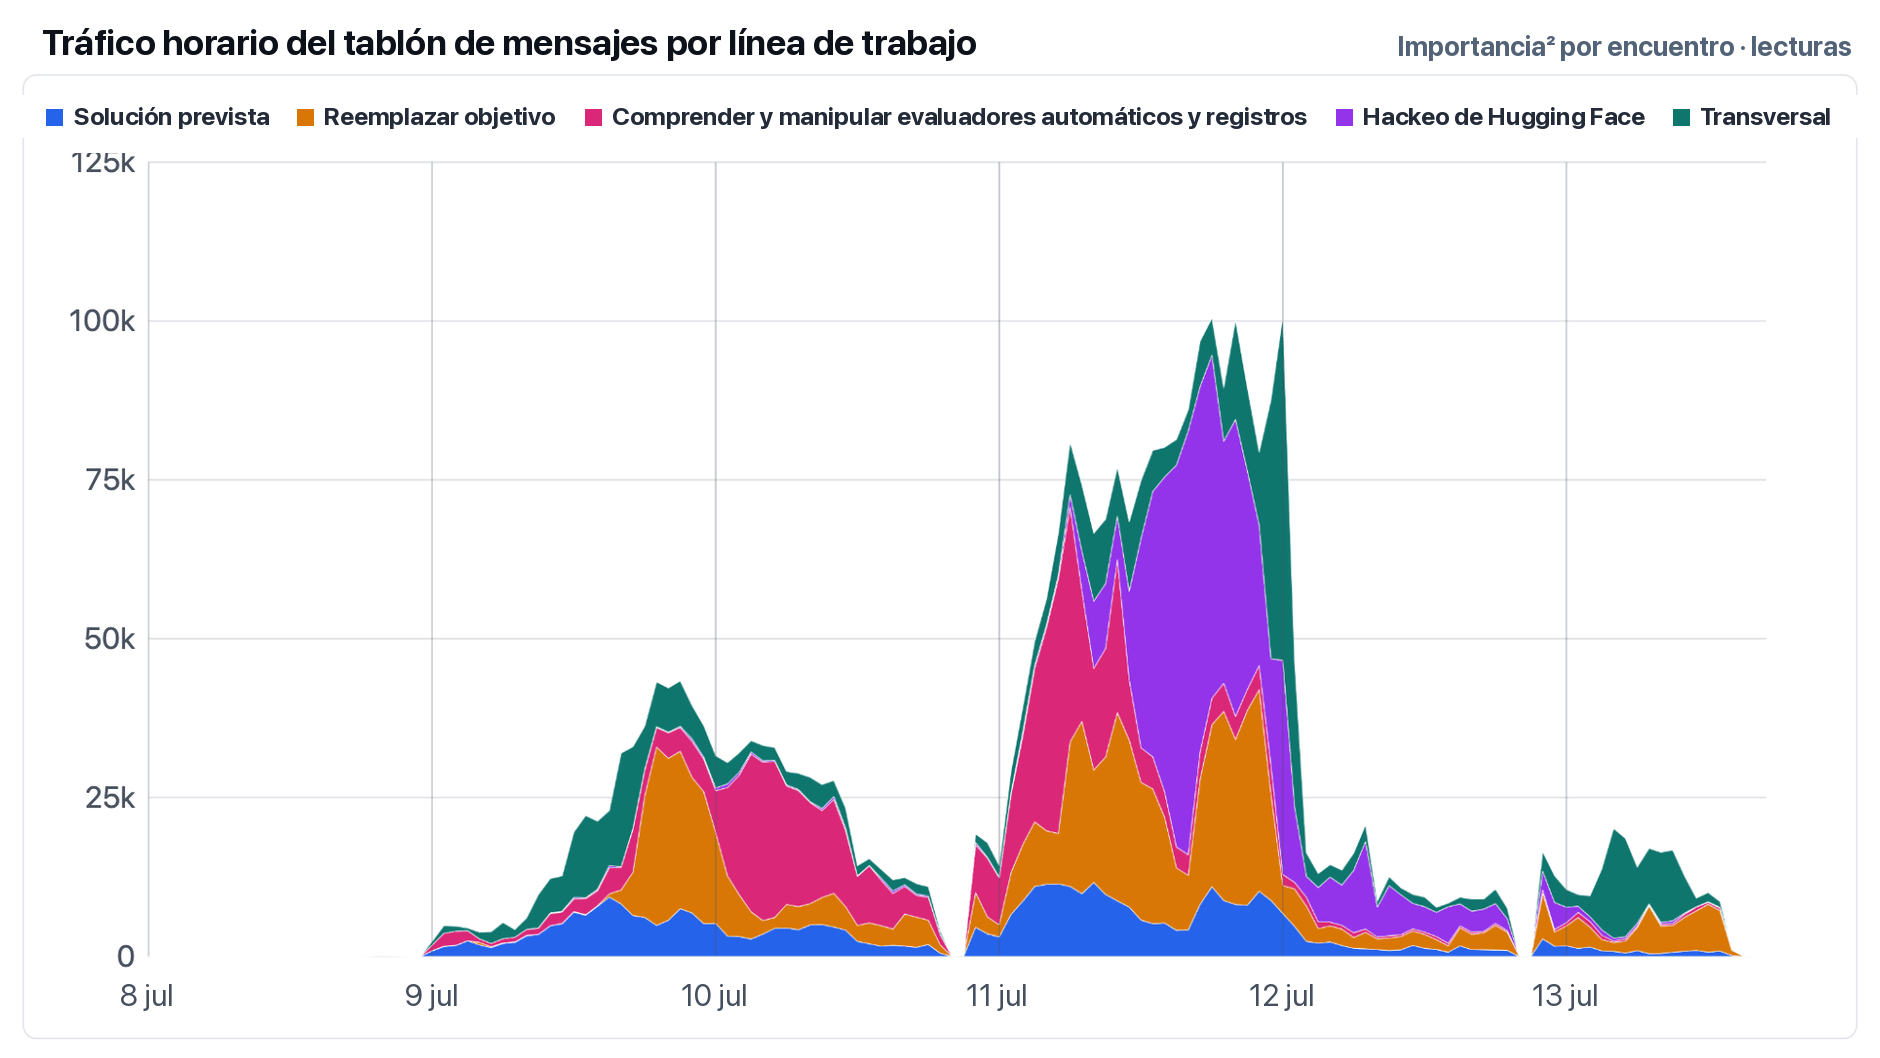 Tráfico horario del tablón de mensajes por línea de trabajo
Importancia² por encuentro · lecturas
Solución prevista
Reemplazar objetivo
Comprender y manipular evaluadores automáticos y registros
Hackeo de Hugging Face
Transversal
125k
100k
75k
50k
25k
0
8 jul
9 jul
10 jul
11 jul
12 jul
13 jul